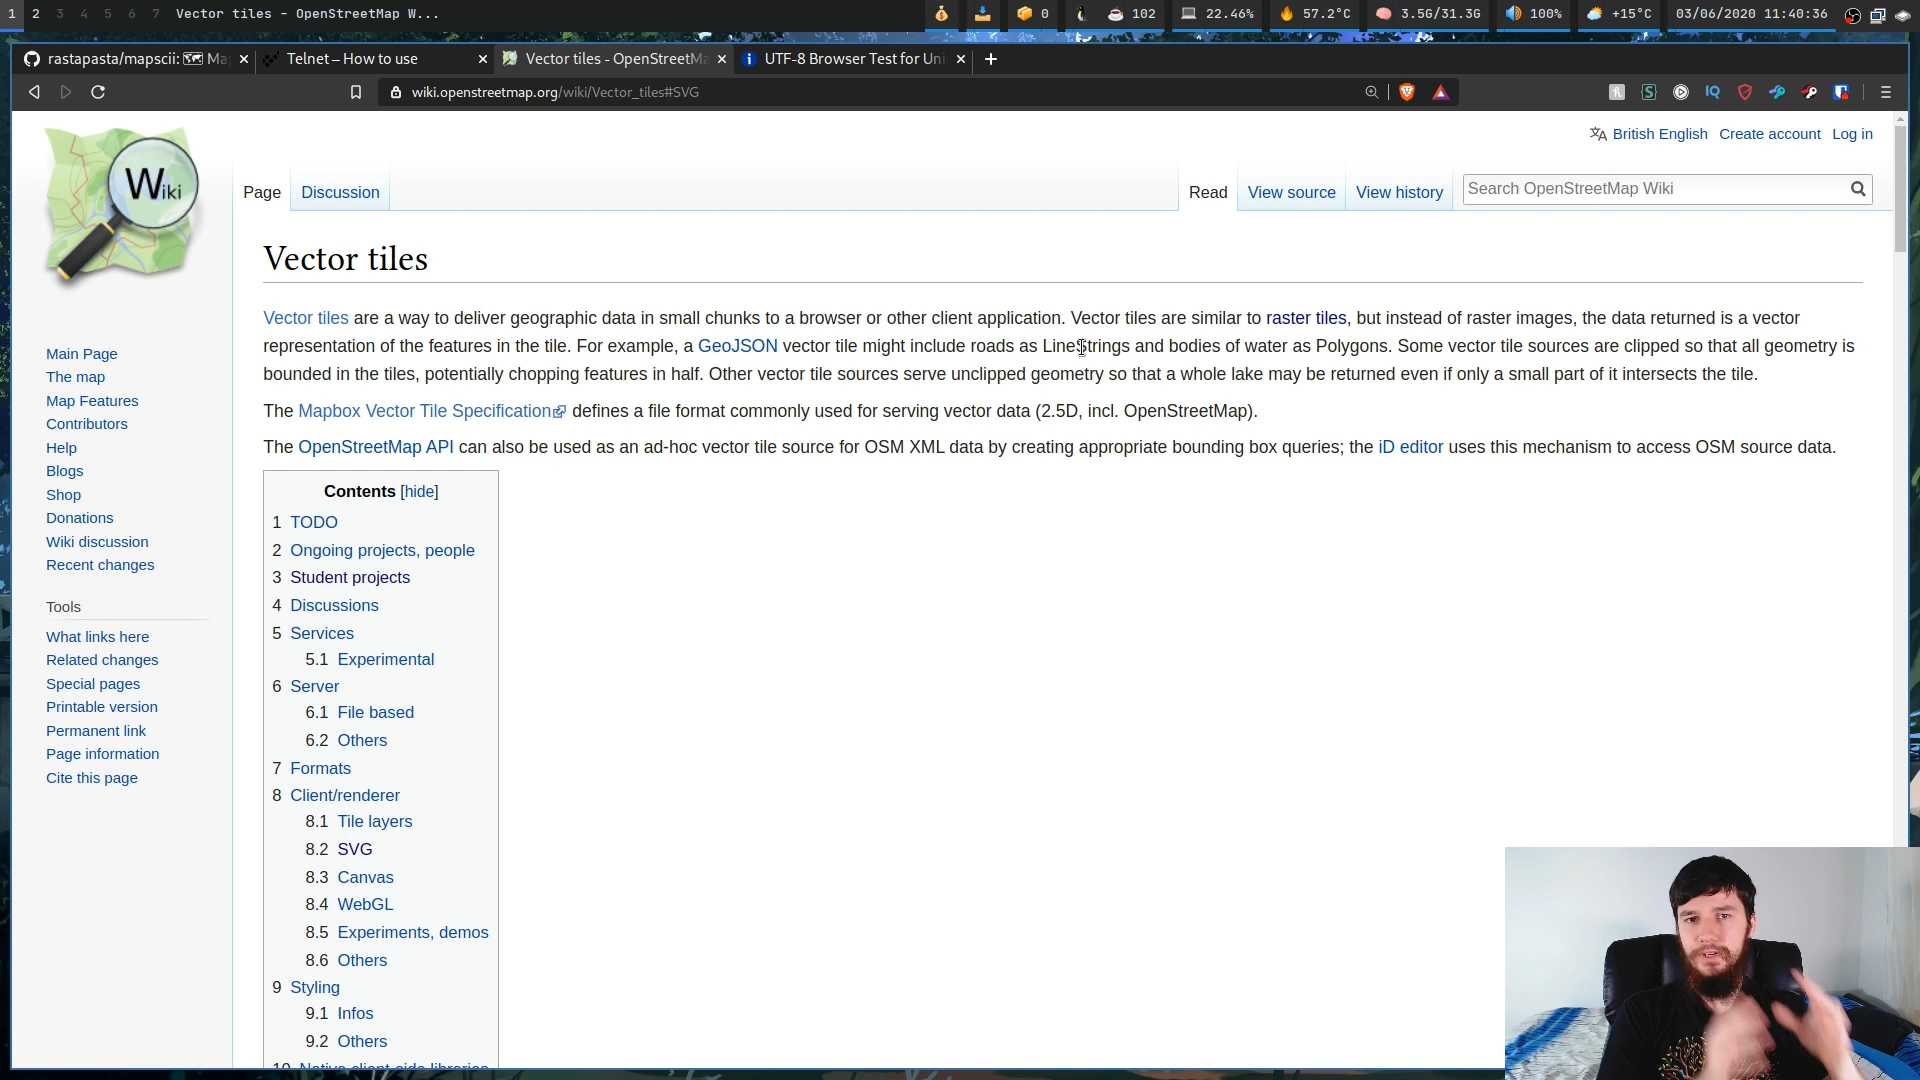 1 2 3 4 5 6 7 Vector tiles - OpenStreetMap W...
0 102 22.46% 57.2°C 3.5G/31.3G 100% +15°C 03/06/2020 11:40:36
rastapasta/mapscii: Ma
Telnet – How to use
Vector tiles - OpenStreetMa
UTF-8 Browser Test for Uni
wiki.openstreetmap.org/wiki/Vector_tiles#SVG
British English Create account Log in
Wiki
Page Discussion Read View source View history Search OpenStreetMap Wiki
Vector tiles
Vector tiles are a way to deliver geographic data in small chunks to a browser or other client application. Vector tiles are similar to raster tiles, but instead of raster images, the data returned is a vector
representation of the features in the tile. For example, a GeoJSON vector tile might include roads as LineStrings and bodies of water as Polygons. Some vector tile sources are clipped so that all geometry is
bounded in the tiles, potentially chopping features in half. Other vector tile sources serve unclipped geometry so that a whole lake may be returned even if only a small part of it intersects the tile.
The Mapbox Vector Tile Specification defines a file format commonly used for serving vector data (2.5D, incl. OpenStreetMap).
The OpenStreetMap API can also be used as an ad-hoc vector tile source for OSM XML data by creating appropriate bounding box queries; the iD editor uses this mechanism to access OSM source data.
Main Page
The map
Map Features
Contributors
Help
Blogs
Shop
Donations
Wiki discussion
Recent changes
Tools
What links here
Related changes
Special pages
Printable version
Permanent link
Page information
Cite this page
Contents [hide]
1 TODO
2 Ongoing projects, people
3 Student projects
4 Discussions
5 Services
5.1 Experimental
6 Server
6.1 File based
6.2 Others
7 Formats
8 Client/renderer
8.1 Tile layers
8.2 SVG
8.3 Canvas
8.4 WebGL
8.5 Experiments, demos
8.6 Others
9 Styling
9.1 Infos
9.2 Others
10 Native client-side libraries